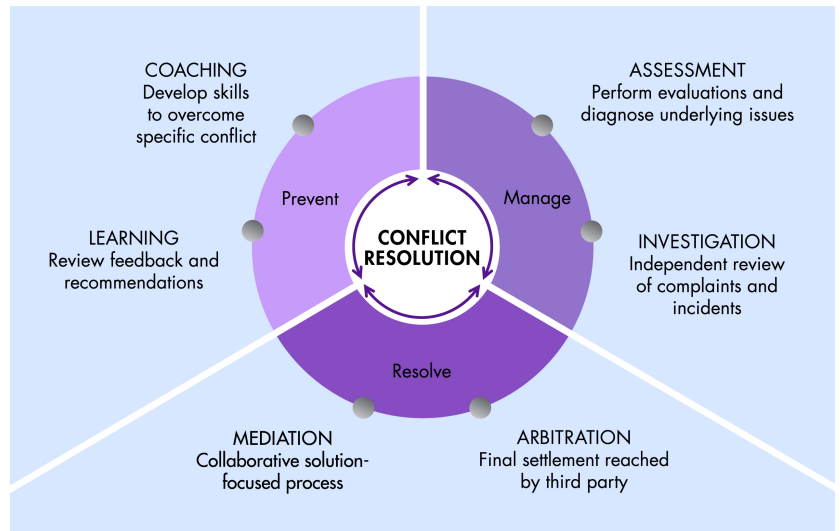 COACHING
Develop skills
to overcome
specific conflict
ASSESSMENT
Perform evaluations and
diagnose underlying issues
Prevent
Manage
CONFLICT
RESOLUTION
LEARNING
Review feedback and
recommendations
INVESTIGATION
Independent review
of complaints and
incidents
Resolve
MEDIATION
Collaborative solution-
focused process
ARBITRATION
Final settlement reached
by third party